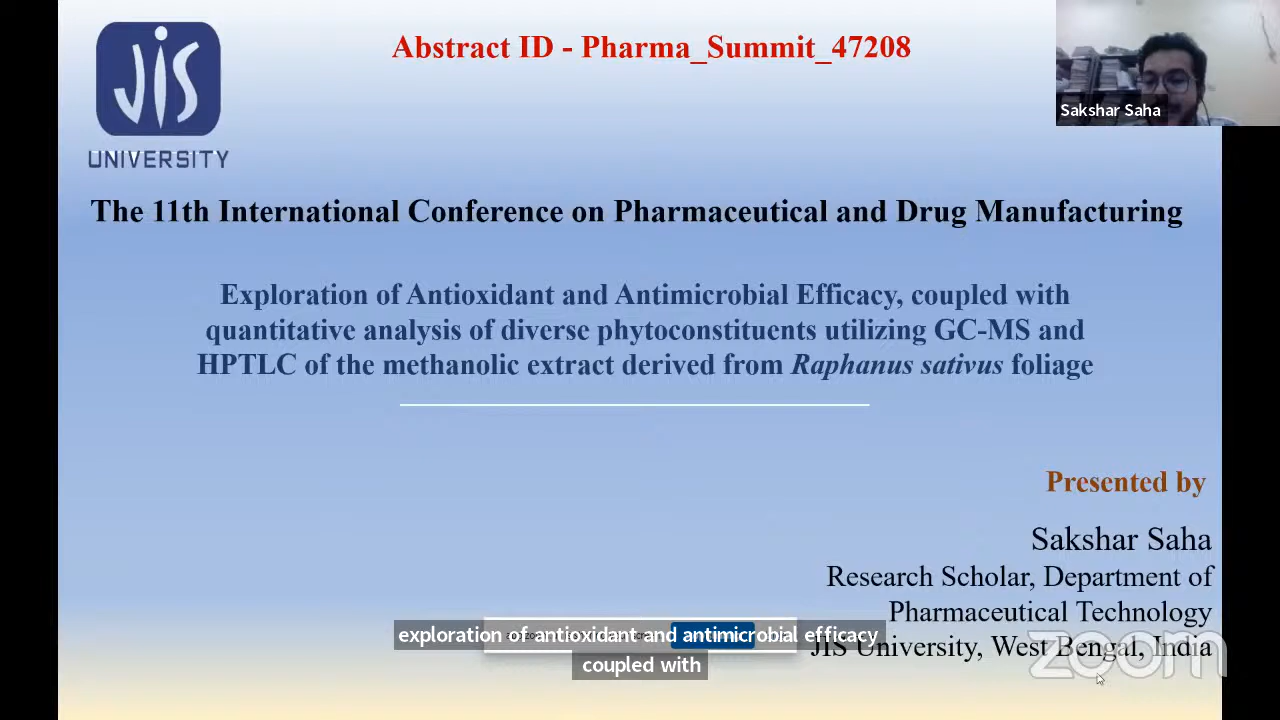 JIS
UNIVERSITY
Abstract ID - Pharma_Summit_47208
Sakshar Saha
The 11th International Conference on Pharmaceutical and Drug Manufacturing
Exploration of Antioxidant and Antimicrobial Efficacy, coupled with
quantitative analysis of diverse phytoconstituents utilizing GC-MS and
HPTLC of the methanolic extract derived from Raphanus sativus foliage
Presented by
Sakshar Saha
Research Scholar, Department of
Pharmaceutical Technology
JIS University, West Bengal, India
exploration of antioxidant and antimicrobial efficacy
coupled with
zoom